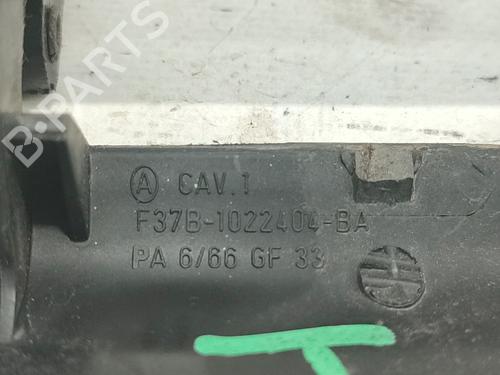 B-PARTS
Ⓐ CAV.1
F37B-1022404-BA
PA 6/66 GF 33